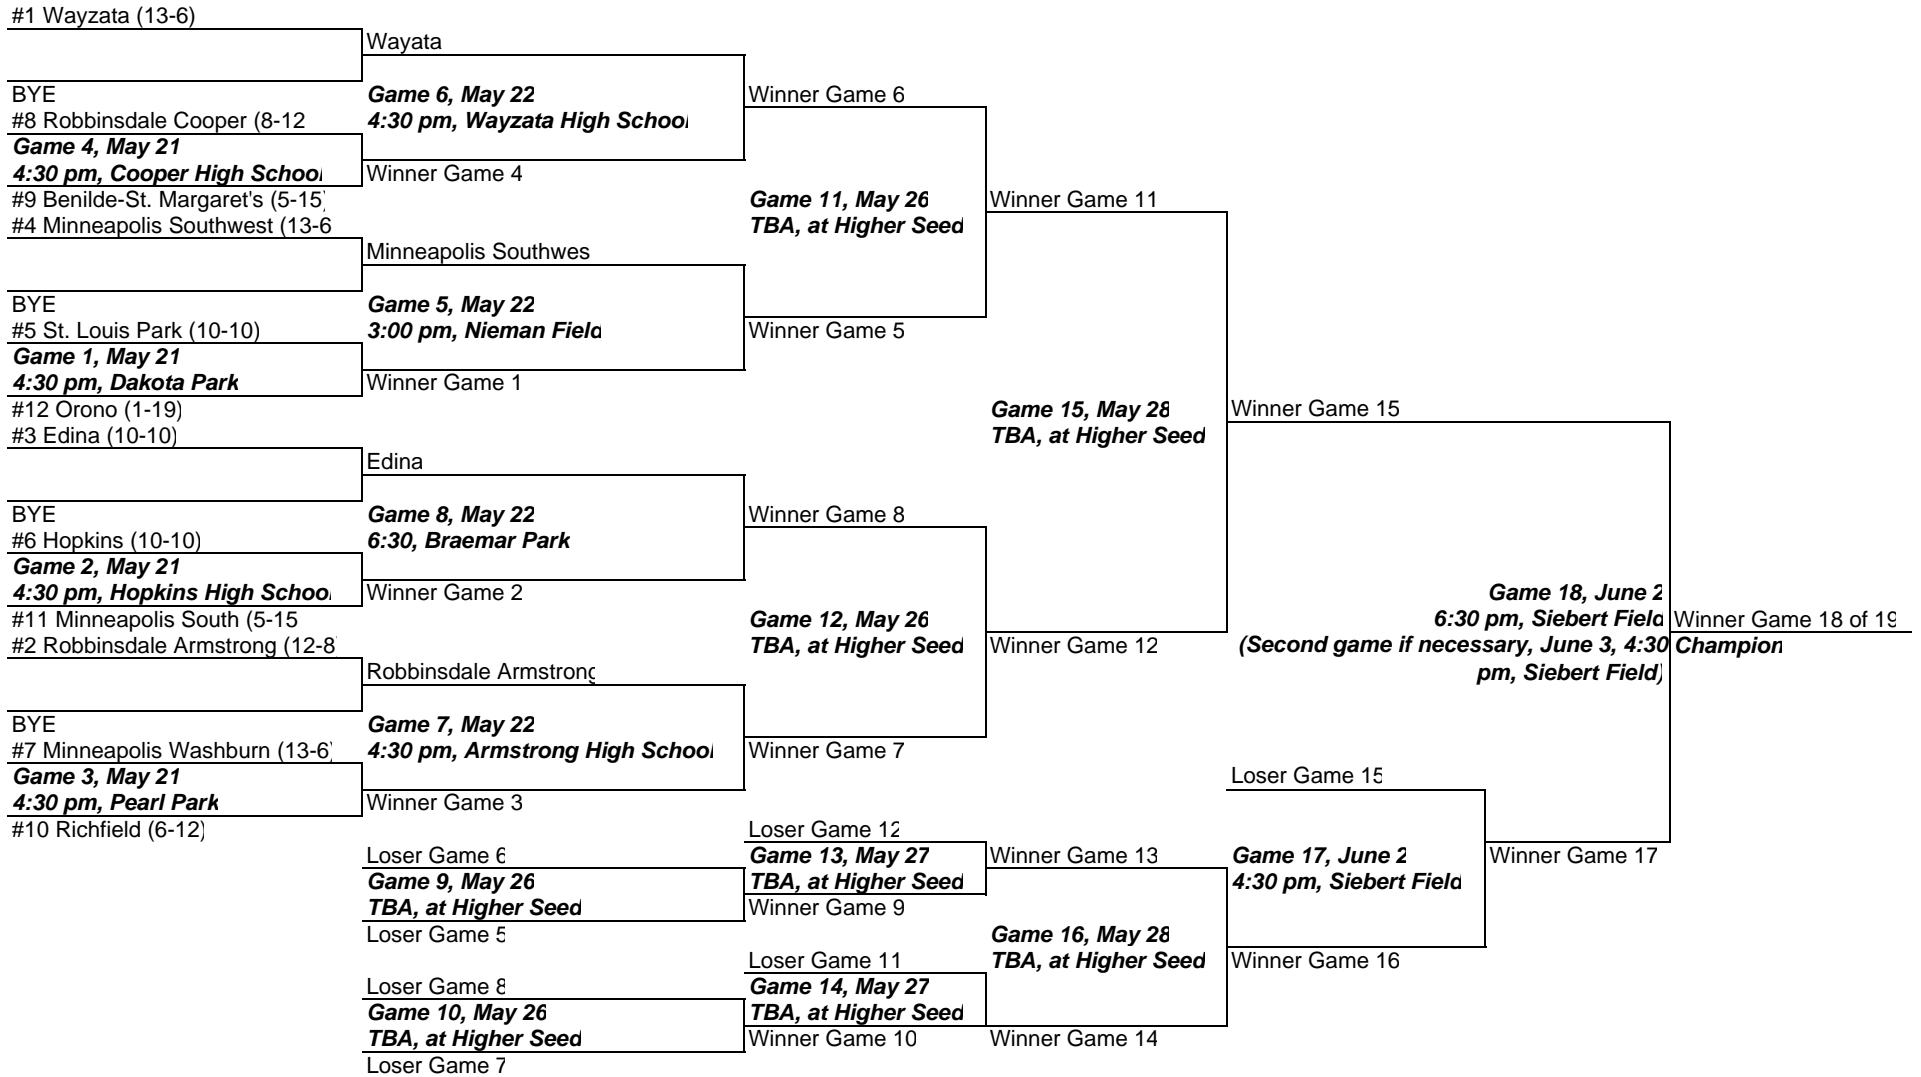 #1 Wayzata (13-6)
BYE
#8 Robbinsdale Cooper (8-12
Game 4, May 21
4:30 pm, Cooper High School
#9 Benilde-St. Margaret's (5-15)
#4 Minneapolis Southwest (13-6
BYE
#5 St. Louis Park (10-10)
Game 1, May 21
4:30 pm, Dakota Park
#12 Orono (1-19)
#3 Edina (10-10)
BYE
#6 Hopkins (10-10)
Game 2, May 21
4:30 pm, Hopkins High School
#11 Minneapolis South (5-15
#2 Robbinsdale Armstrong (12-8)
BYE
#7 Minneapolis Washburn (13-6)
Game 3, May 21
4:30 pm, Pearl Park
#10 Richfield (6-12)
Wayata
Game 6, May 22
4:30 pm, Wayzata High School
Winner Game 4
Minneapolis Southwes
Game 5, May 22
3:00 pm, Nieman Field
Winner Game 1
Edina
Game 8, May 22
6:30, Braemar Park
Winner Game 2
Robbinsdale Armstrong
Game 7, May 22
4:30 pm, Armstrong High School
Winner Game 3
Loser Game 6
Game 9, May 26
TBA, at Higher Seed
Loser Game 5
Loser Game 8
Game 10, May 26
TBA, at Higher Seed
Loser Game 7
Winner Game 6
Game 11, May 26
TBA, at Higher Seed
Winner Game 5
Winner Game 8
Game 12, May 26
TBA, at Higher Seed
Winner Game 7
Loser Game 12
Game 13, May 27
TBA, at Higher Seed
Winner Game 9
Loser Game 11
Game 14, May 27
TBA, at Higher Seed
Winner Game 10
Winner Game 11
Game 15, May 28
TBA, at Higher Seed
Winner Game 12
Winner Game 13
Game 16, May 28
TBA, at Higher Seed
Winner Game 14
Winner Game 15
Game 18, June 2
6:30 pm, Siebert Field
(Second game if necessary, June 3, 4:30
pm, Siebert Field)
Loser Game 15
Game 17, June 2
4:30 pm, Siebert Field
Winner Game 16
Winner Game 17
Winner Game 18 of 19
Champion